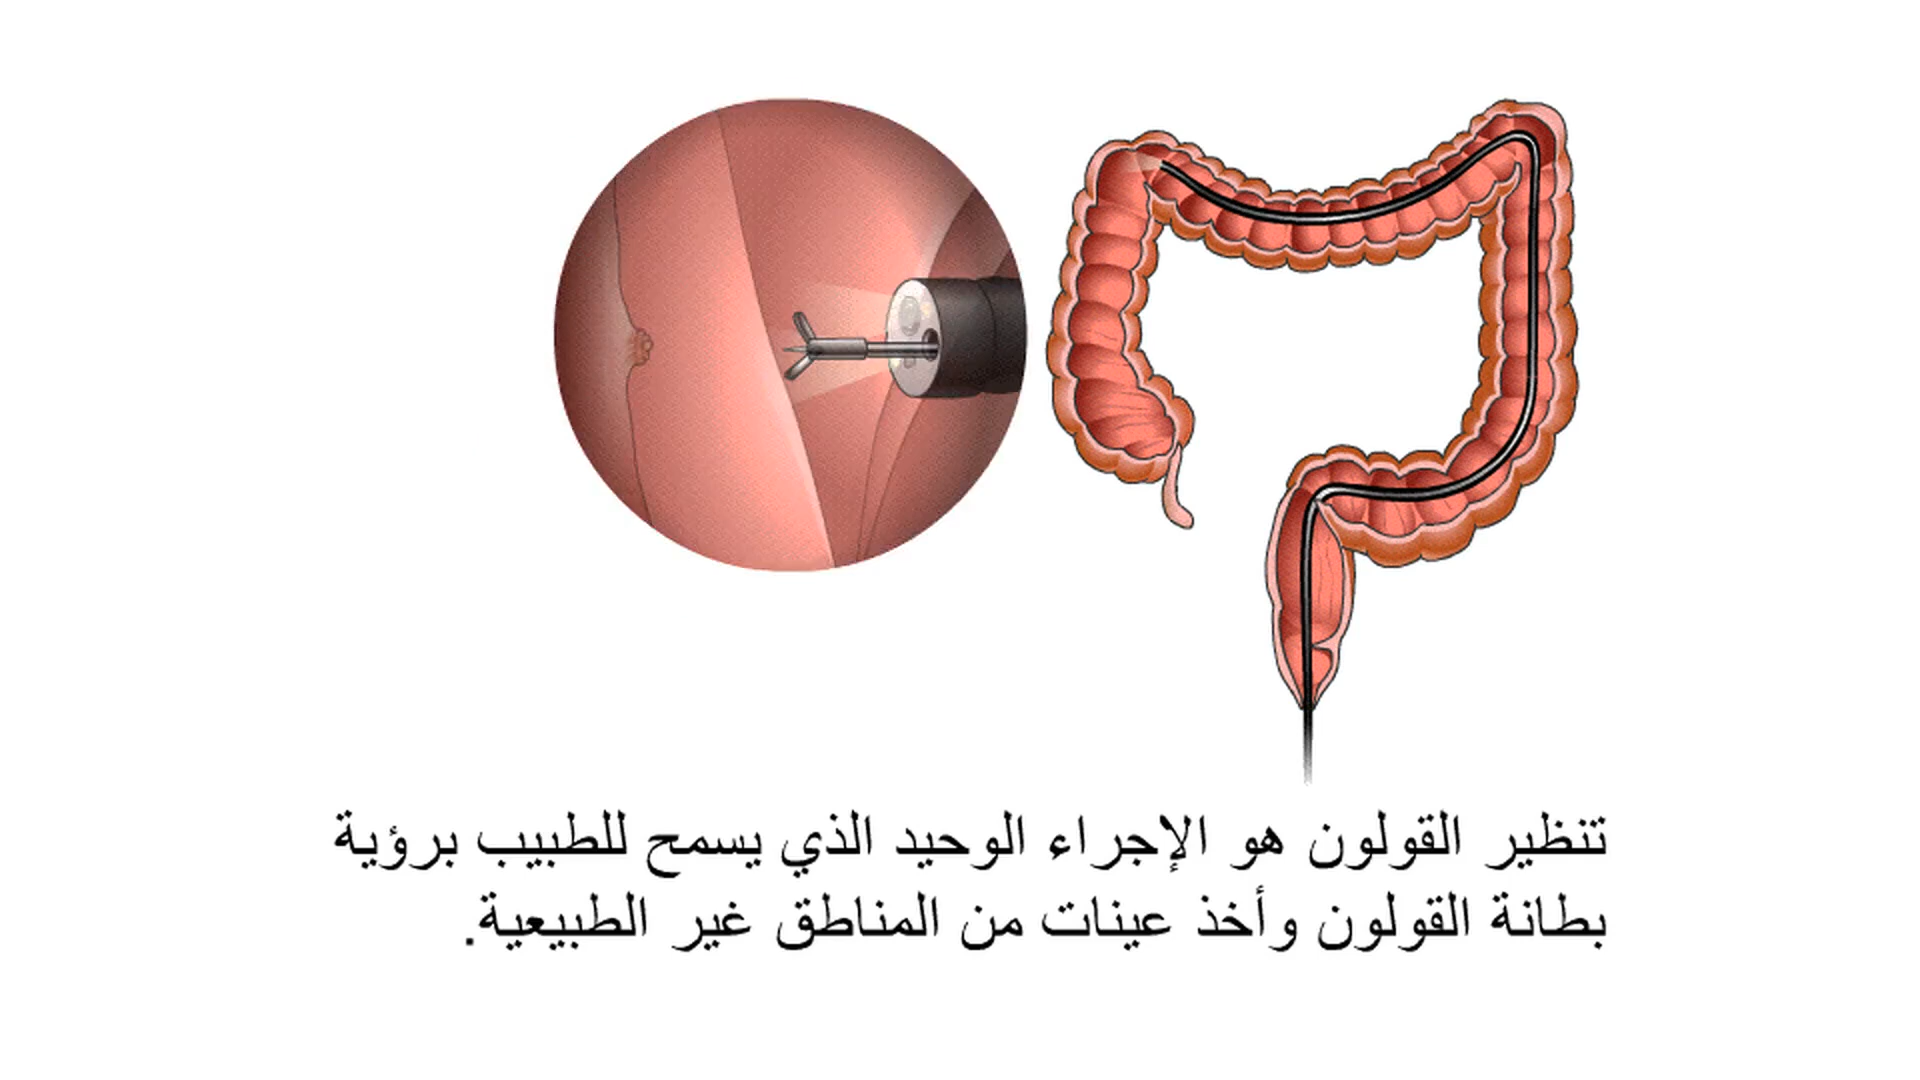 تنظير القولون هو الإجراء الوحيد الذي يسمح للطبيب برؤية
بطانة القولون وأخذ عينات من المناطق غير الطبيعية.